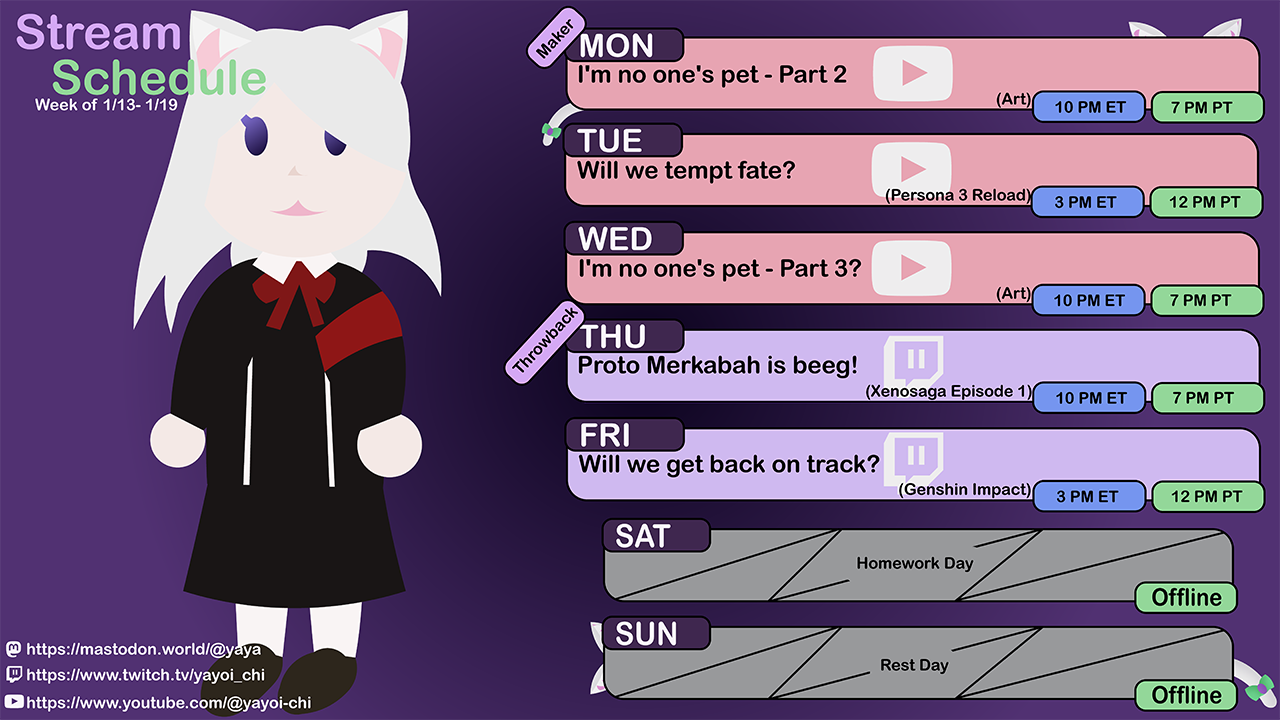 Stream
Schedule
Week of 1/13- 1/19
Maker
MON
I'm no one's pet - Part 2
(Art)
10 PM ET
7 PM PT
TUE
Will we tempt fate?
(Persona 3 Reload)
3 PM ET
12 PM PT
WED
I'm no one's pet - Part 3?
(Art)
10 PM ET
7 PM PT
Throwback
THU
Proto Merkabah is beeg!
(Xenosaga Episode 1)
10 PM ET
7 PM PT
FRI
Will we get back on track?
(Genshin Impact)
3 PM ET
12 PM PT
SAT
Homework Day
Offline
SUN
Rest Day
Offline
https://mastodon.world/@yaya
https://www.twitch.tv/yayoi_chi
https://www.youtube.com/@yayoi-chi